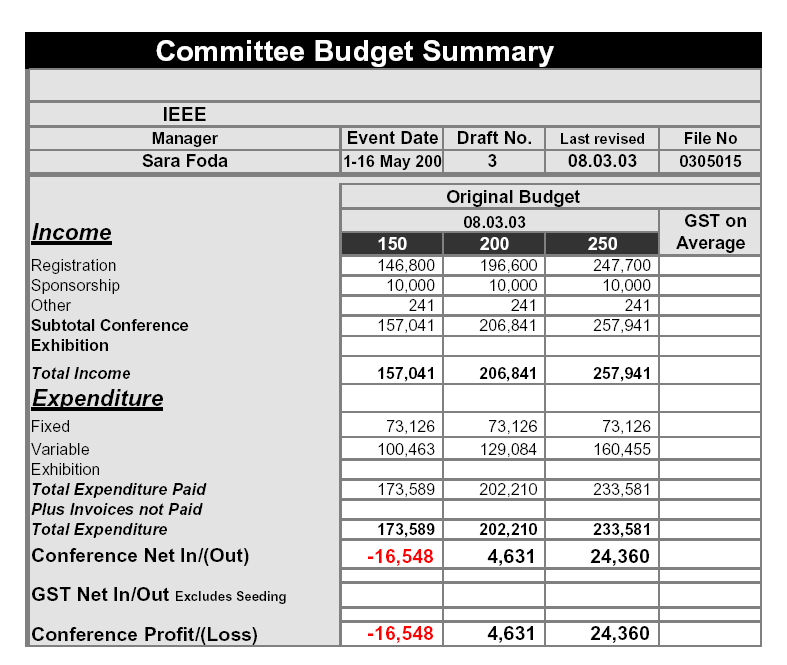 Committee Budget Summary
IEEE
Manager Event Date Draft No. Last revised File No
Sara Foda 1-16 May 200 3 08.03.03 0305015
Original Budget
08.03.03 GST on
Income 150 200 250 Average
Registration 146,800 196,600 247,700
Sponsorship 10,000 10,000 10,000
Other 241 241 241
Subtotal Conference 157,041 206,841 257,941
Exhibition
Total Income 157,041 206,841 257,941
Expenditure
Fixed 73,126 73,126 73,126
Variable 100,463 129,084 160,455
Exhibition
Total Expenditure Paid 173,589 202,210 233,581
Plus Invoices not Paid
Total Expenditure 173,589 202,210 233,581
Conference Net In/(Out) -16,548 4,631 24,360
GST Net In/Out Excludes Seeding
Conference Profit/(Loss) -16,548 4,631 24,360